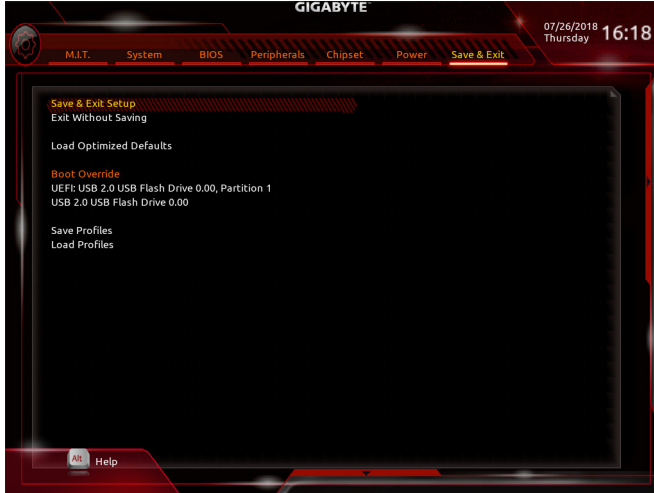 GIGABYTE™
07/26/2018
Thursday
16:18
M.I.T. System BIOS Peripherals Chipset Power Save & Exit
Save & Exit Setup
Exit Without Saving
Load Optimized Defaults
Boot Override
UEFI: USB 2.0 USB Flash Drive 0.00, Partition 1
USB 2.0 USB Flash Drive 0.00
Save Profiles
Load Profiles
Alt Help